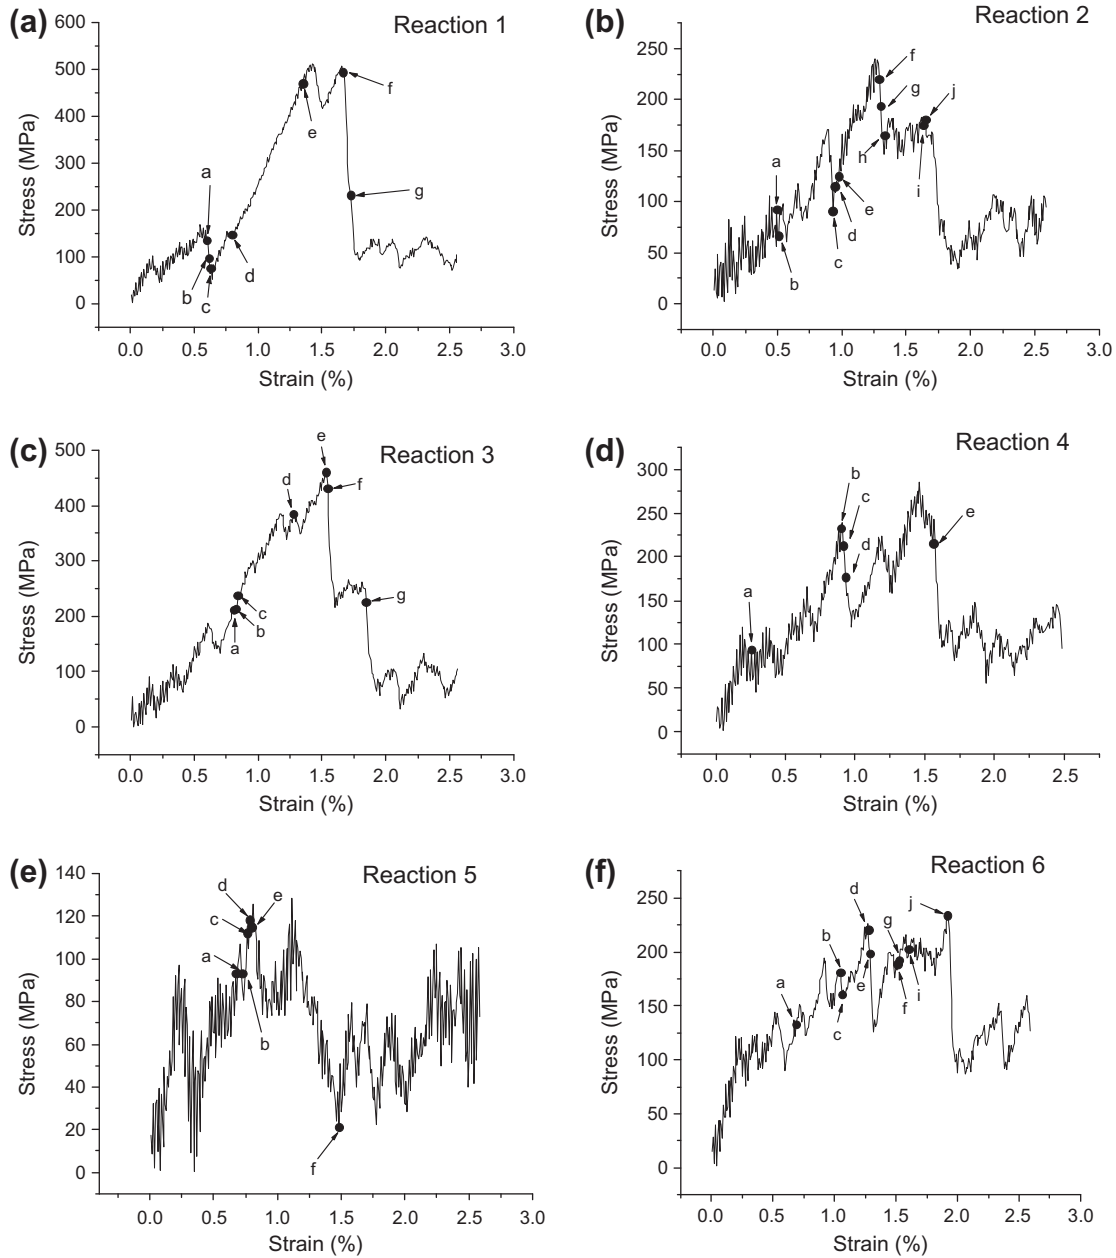 (a) Reaction 1
600
500
400
300
200
100
0
Stress (MPa)
a b c d e f g
0.0 0.5 1.0 1.5 2.0 2.5 3.0
Strain (%)
(b) Reaction 2
250
200
150
100
50
0
Stress (MPa)
a b c d e f g h i j
0.0 0.5 1.0 1.5 2.0 2.5 3.0
Strain (%)
(c) Reaction 3
500
400
300
200
100
0
Stress (MPa)
a b c d e f g
0.0 0.5 1.0 1.5 2.0 2.5 3.0
Strain (%)
(d) Reaction 4
300
250
200
150
100
50
0
Stress (MPa)
a b c d e
0.0 0.5 1.0 1.5 2.0 2.5
Strain (%)
(e) Reaction 5
140
120
100
80
60
40
20
0
Stress (MPa)
a b c d e f
0.0 0.5 1.0 1.5 2.0 2.5 3.0
Strain (%)
(f) Reaction 6
250
200
150
100
50
0
Stress (MPa)
a b c d e f g i j
0.0 0.5 1.0 1.5 2.0 2.5 3.0
Strain (%)